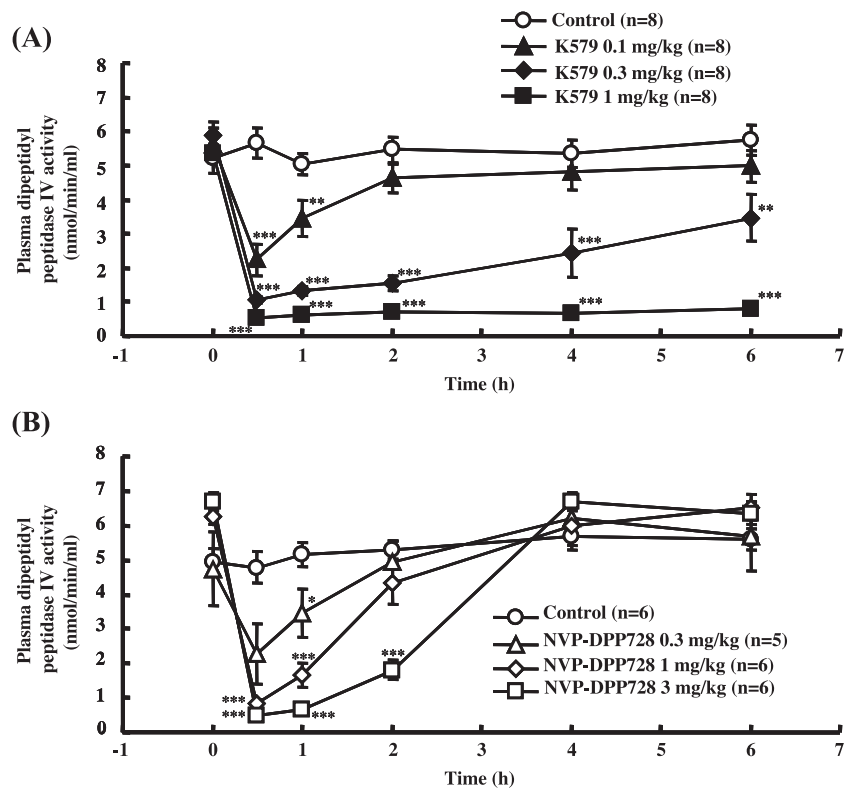 (A)
Control (n=8)
K579 0.1 mg/kg (n=8)
K579 0.3 mg/kg (n=8)
K579 1 mg/kg (n=8)
Plasma dipeptidyl
peptidase IV activity
(nmol/min/ml)
8
7
6
5
4
3
2
1
0
***
**
***
***
***
***
**
***
***
***
***
***
-1 0 1 2 3 4 5 6 7
Time (h)
(B)
Plasma dipeptidyl
peptidase IV activity
(nmol/min/ml)
8
7
6
5
4
3
2
1
0
*
***
***
***
***
***
Control (n=6)
NVP-DPP728 0.3 mg/kg (n=5)
NVP-DPP728 1 mg/kg (n=6)
NVP-DPP728 3 mg/kg (n=6)
-1 0 1 2 3 4 5 6 7
Time (h)